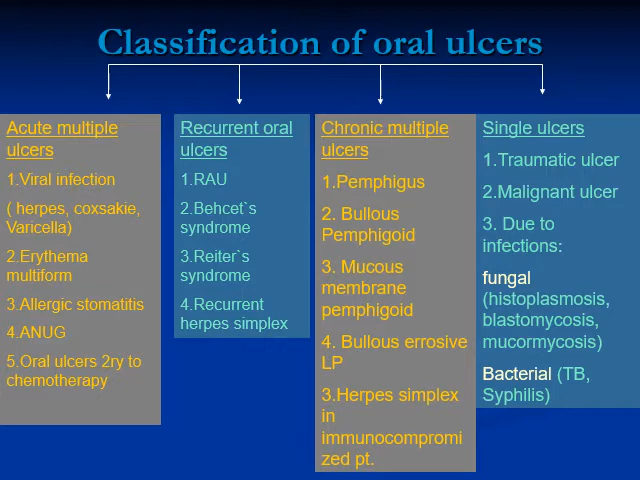 Classification of oral ulcers
Acute multiple
ulcers
1.Viral infection
( herpes, coxsakie,
Varicella)
2.Erythema
multiform
3.Allergic stomatitis
4.ANUG
5.Oral ulcers 2ry to
chemotherapy
Recurrent oral
ulcers
1.RAU
2.Behcet`s
syndrome
3.Reiter`s
syndrome
4.Recurrent
herpes simplex
Chronic multiple
ulcers
1.Pemphigus
2. Bullous
Pemphigoid
3. Mucous
membrane
pemphigoid
4. Bullous errosive
LP
3.Herpes simplex
in
immunocompromi
zed pt.
Single ulcers
1.Traumatic ulcer
2.Malignant ulcer
3. Due to
infections:
fungal
(histoplasmosis,
blastomycosis,
mucormycosis)
Bacterial (TB,
Syphilis)